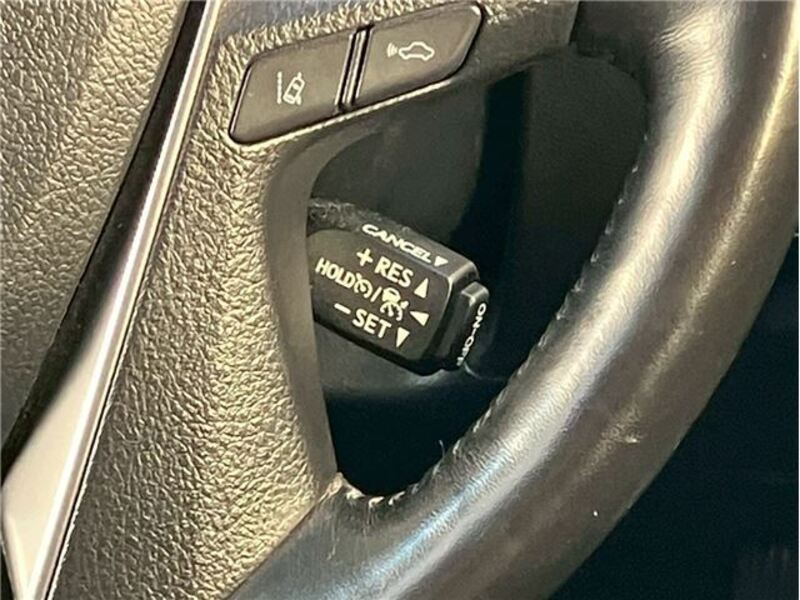 CANCEL▼
+ RES ▲
HOLD / ◀
− SET ▼
ON-OFF